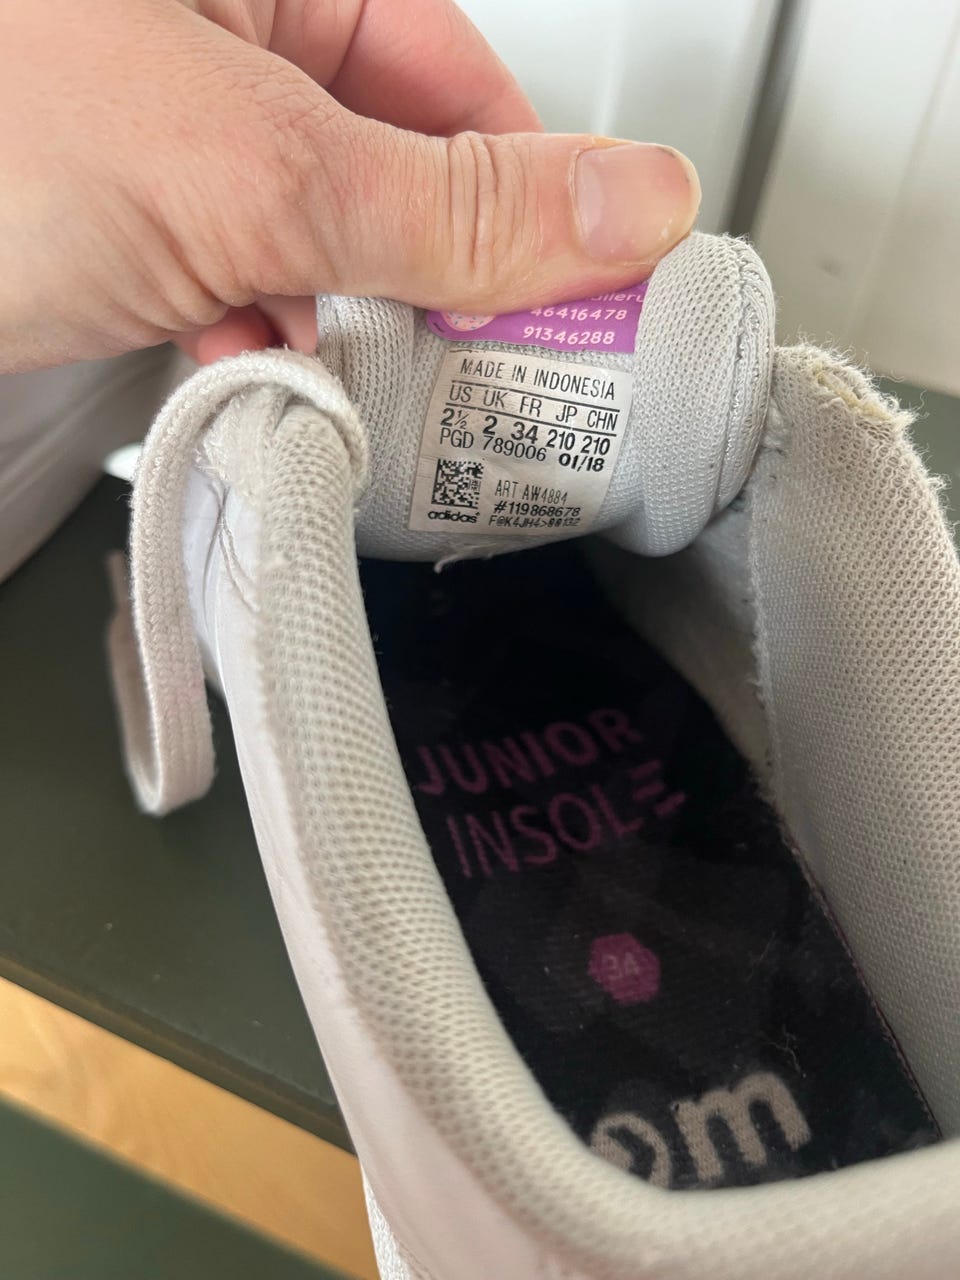 46416478
91346288
MADE IN INDONESIA
US UK FR JP CHN
2½ 2 34 210 210
PGD 789006 01/18
ART AW4884
#119868678
adidas
JUNIOR
INSOLE
34